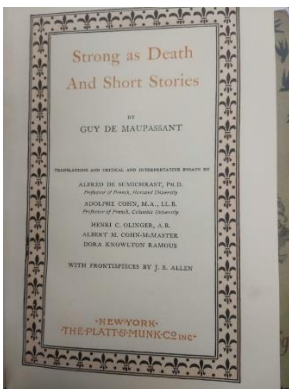 Strong as Death
And Short Stories
BY
GUY DE MAUPASSANT
TRANSLATIONS AND CRITICAL AND INTERPRETATIVE ESSAYS BY
ALFRED DE SUMICHRAST, PH.D.
Professor of French, Harvard University
ADOLPHE COHN, M.A., LL.B.
Professor of French, Columbia University
HENRI C. OLINGER, A.B.
ALBERT M. COHN-McMASTER
DORA KNOWLTON RANOUS
WITH FRONTISPIECES BY J. E. ALLEN
·NEW·YORK·
·THE·PLATT·&·MUNK·CO INC·